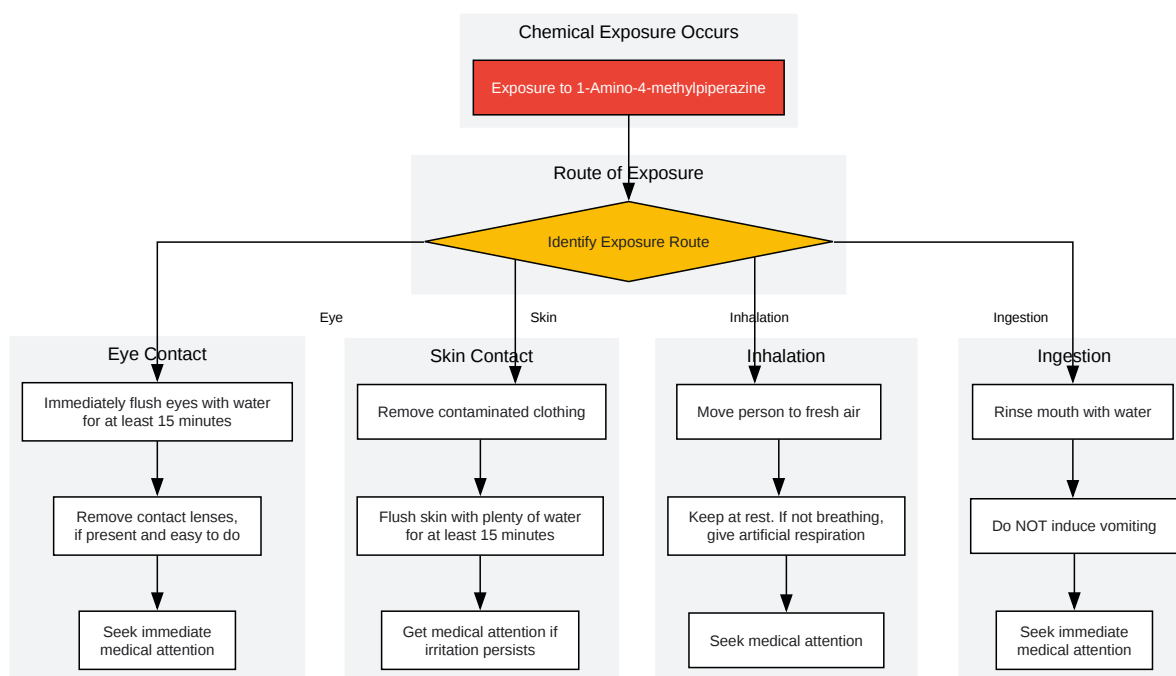 Chemical Exposure Occurs
Exposure to 1-Amino-4-methylpiperazine
Route of Exposure
Identify Exposure Route
Eye
Skin
Inhalation
Ingestion
Eye Contact
Immediately flush eyes with water
for at least 15 minutes
Remove contact lenses,
if present and easy to do
Seek immediate
medical attention
Skin Contact
Remove contaminated clothing
Flush skin with plenty of water
for at least 15 minutes
Get medical attention if
irritation persists
Inhalation
Move person to fresh air
Keep at rest. If not breathing,
give artificial respiration
Seek medical attention
Ingestion
Rinse mouth with water
Do NOT induce vomiting
Seek immediate
medical attention